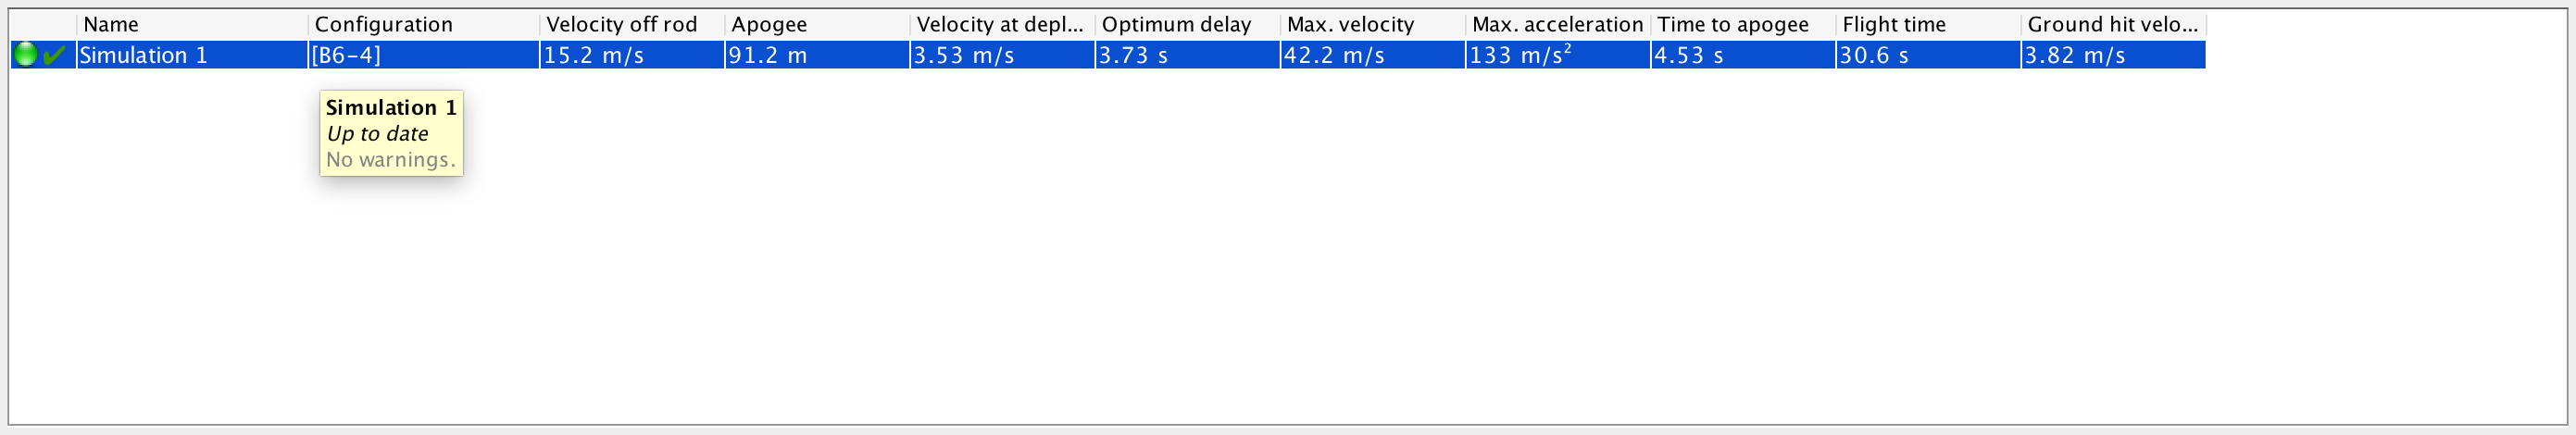 Name Configuration Velocity off rod Apogee Velocity at depl... Optimum delay Max. velocity Max. acceleration Time to apogee Flight time Ground hit velo...
Simulation 1 [B6-4] 15.2 m/s 91.2 m 3.53 m/s 3.73 s 42.2 m/s 133 m/s² 4.53 s 30.6 s 3.82 m/s
Simulation 1
Up to date
No warnings.